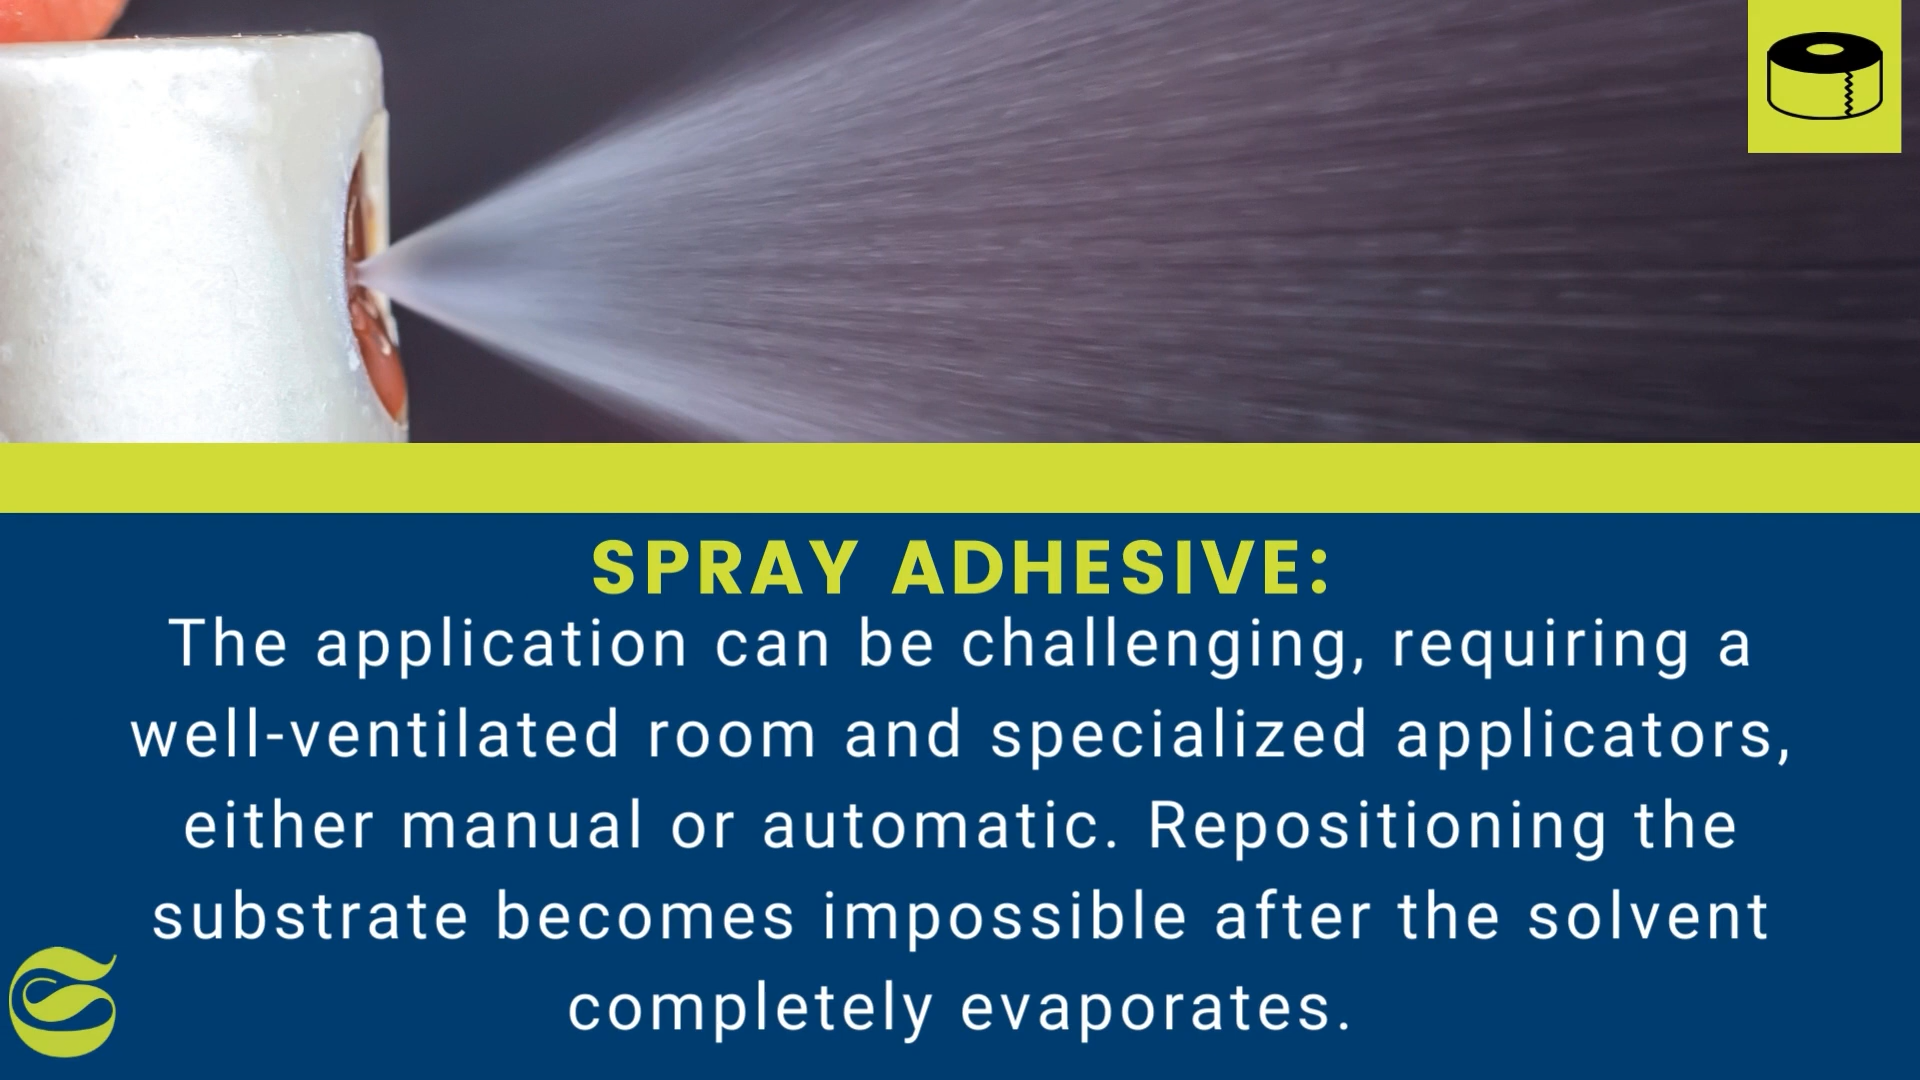 SPRAY ADHESIVE:
The application can be challenging, requiring a
well-ventilated room and specialized applicators,
either manual or automatic. Repositioning the
substrate becomes impossible after the solvent
completely evaporates.